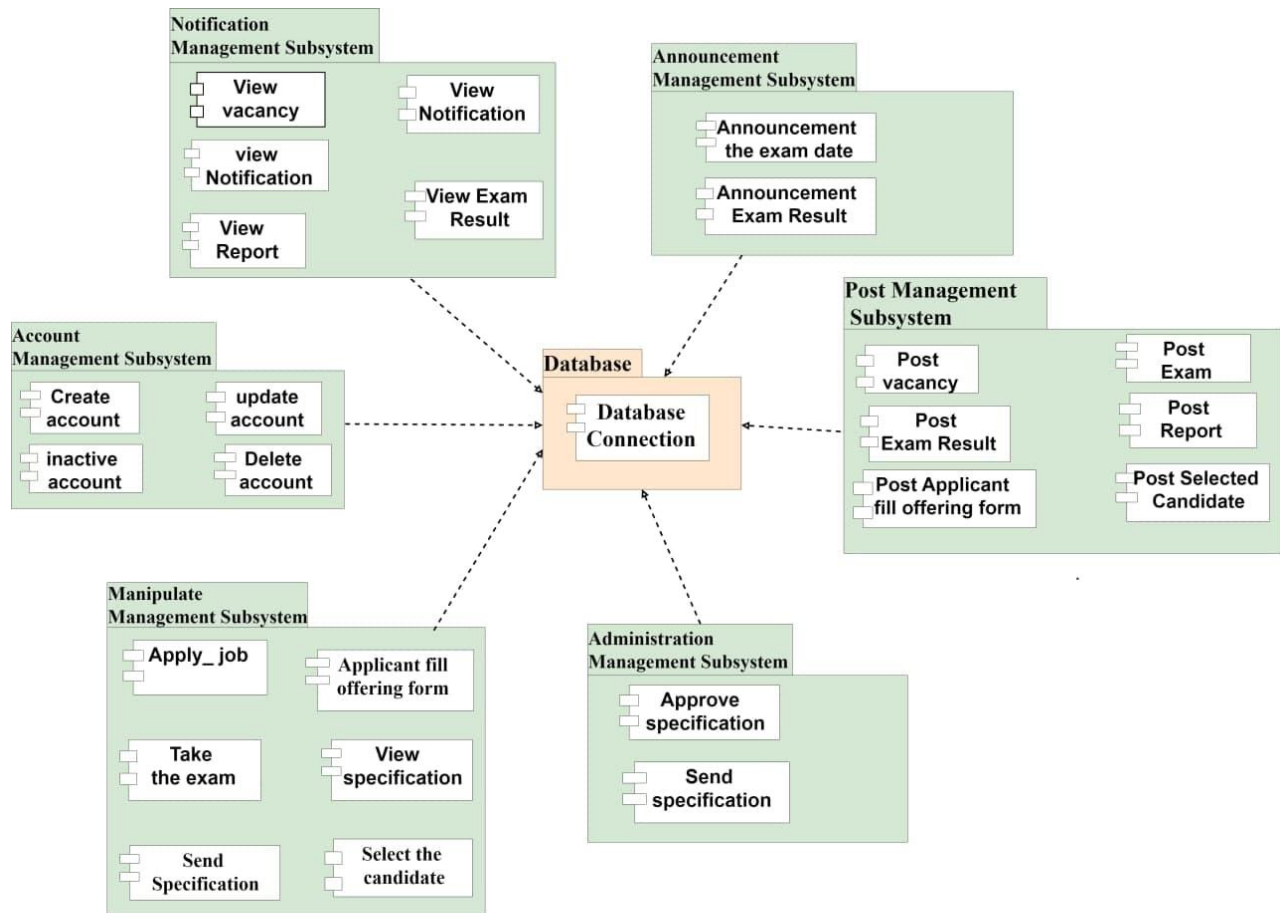 Notification
Management Subsystem
View
vacancy
View
Notification
view
Notification
View Exam
Result
View
Report
Announcement
Management Subsystem
Announcement
the exam date
Announcement
Exam Result
Account
Management Subsystem
Create
account
update
account
inactive
account
Delete
account
Database
Database
Connection
Post Management
Subsystem
Post
vacancy
Post
Exam
Post
Exam Result
Post
Report
Post Applicant
fill offering form
Post Selected
Candidate
Manipulate
Management Subsystem
Apply_ job
Applicant fill
offering form
Take
the exam
View
specification
Send
Specification
Select the
candidate
Administration
Management Subsystem
Approve
specification
Send
specification